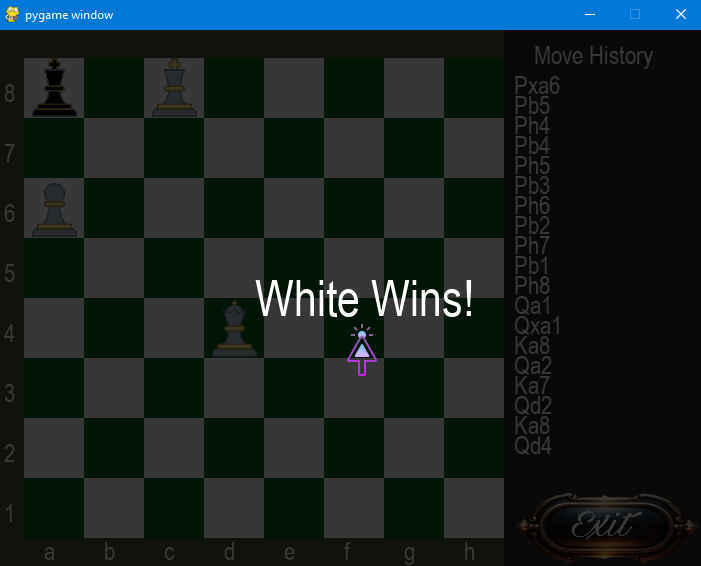 pygame window
Move History
8
7
6
5
4
3
2
1
a b c d e f g h
White Wins!
Pxa6
Pb5
Ph4
Pb4
Ph5
Pb3
Ph6
Pb2
Ph7
Pb1
Ph8
Qa1
Qxa1
Ka8
Qa2
Ka7
Qd2
Ka8
Qd4
Exit